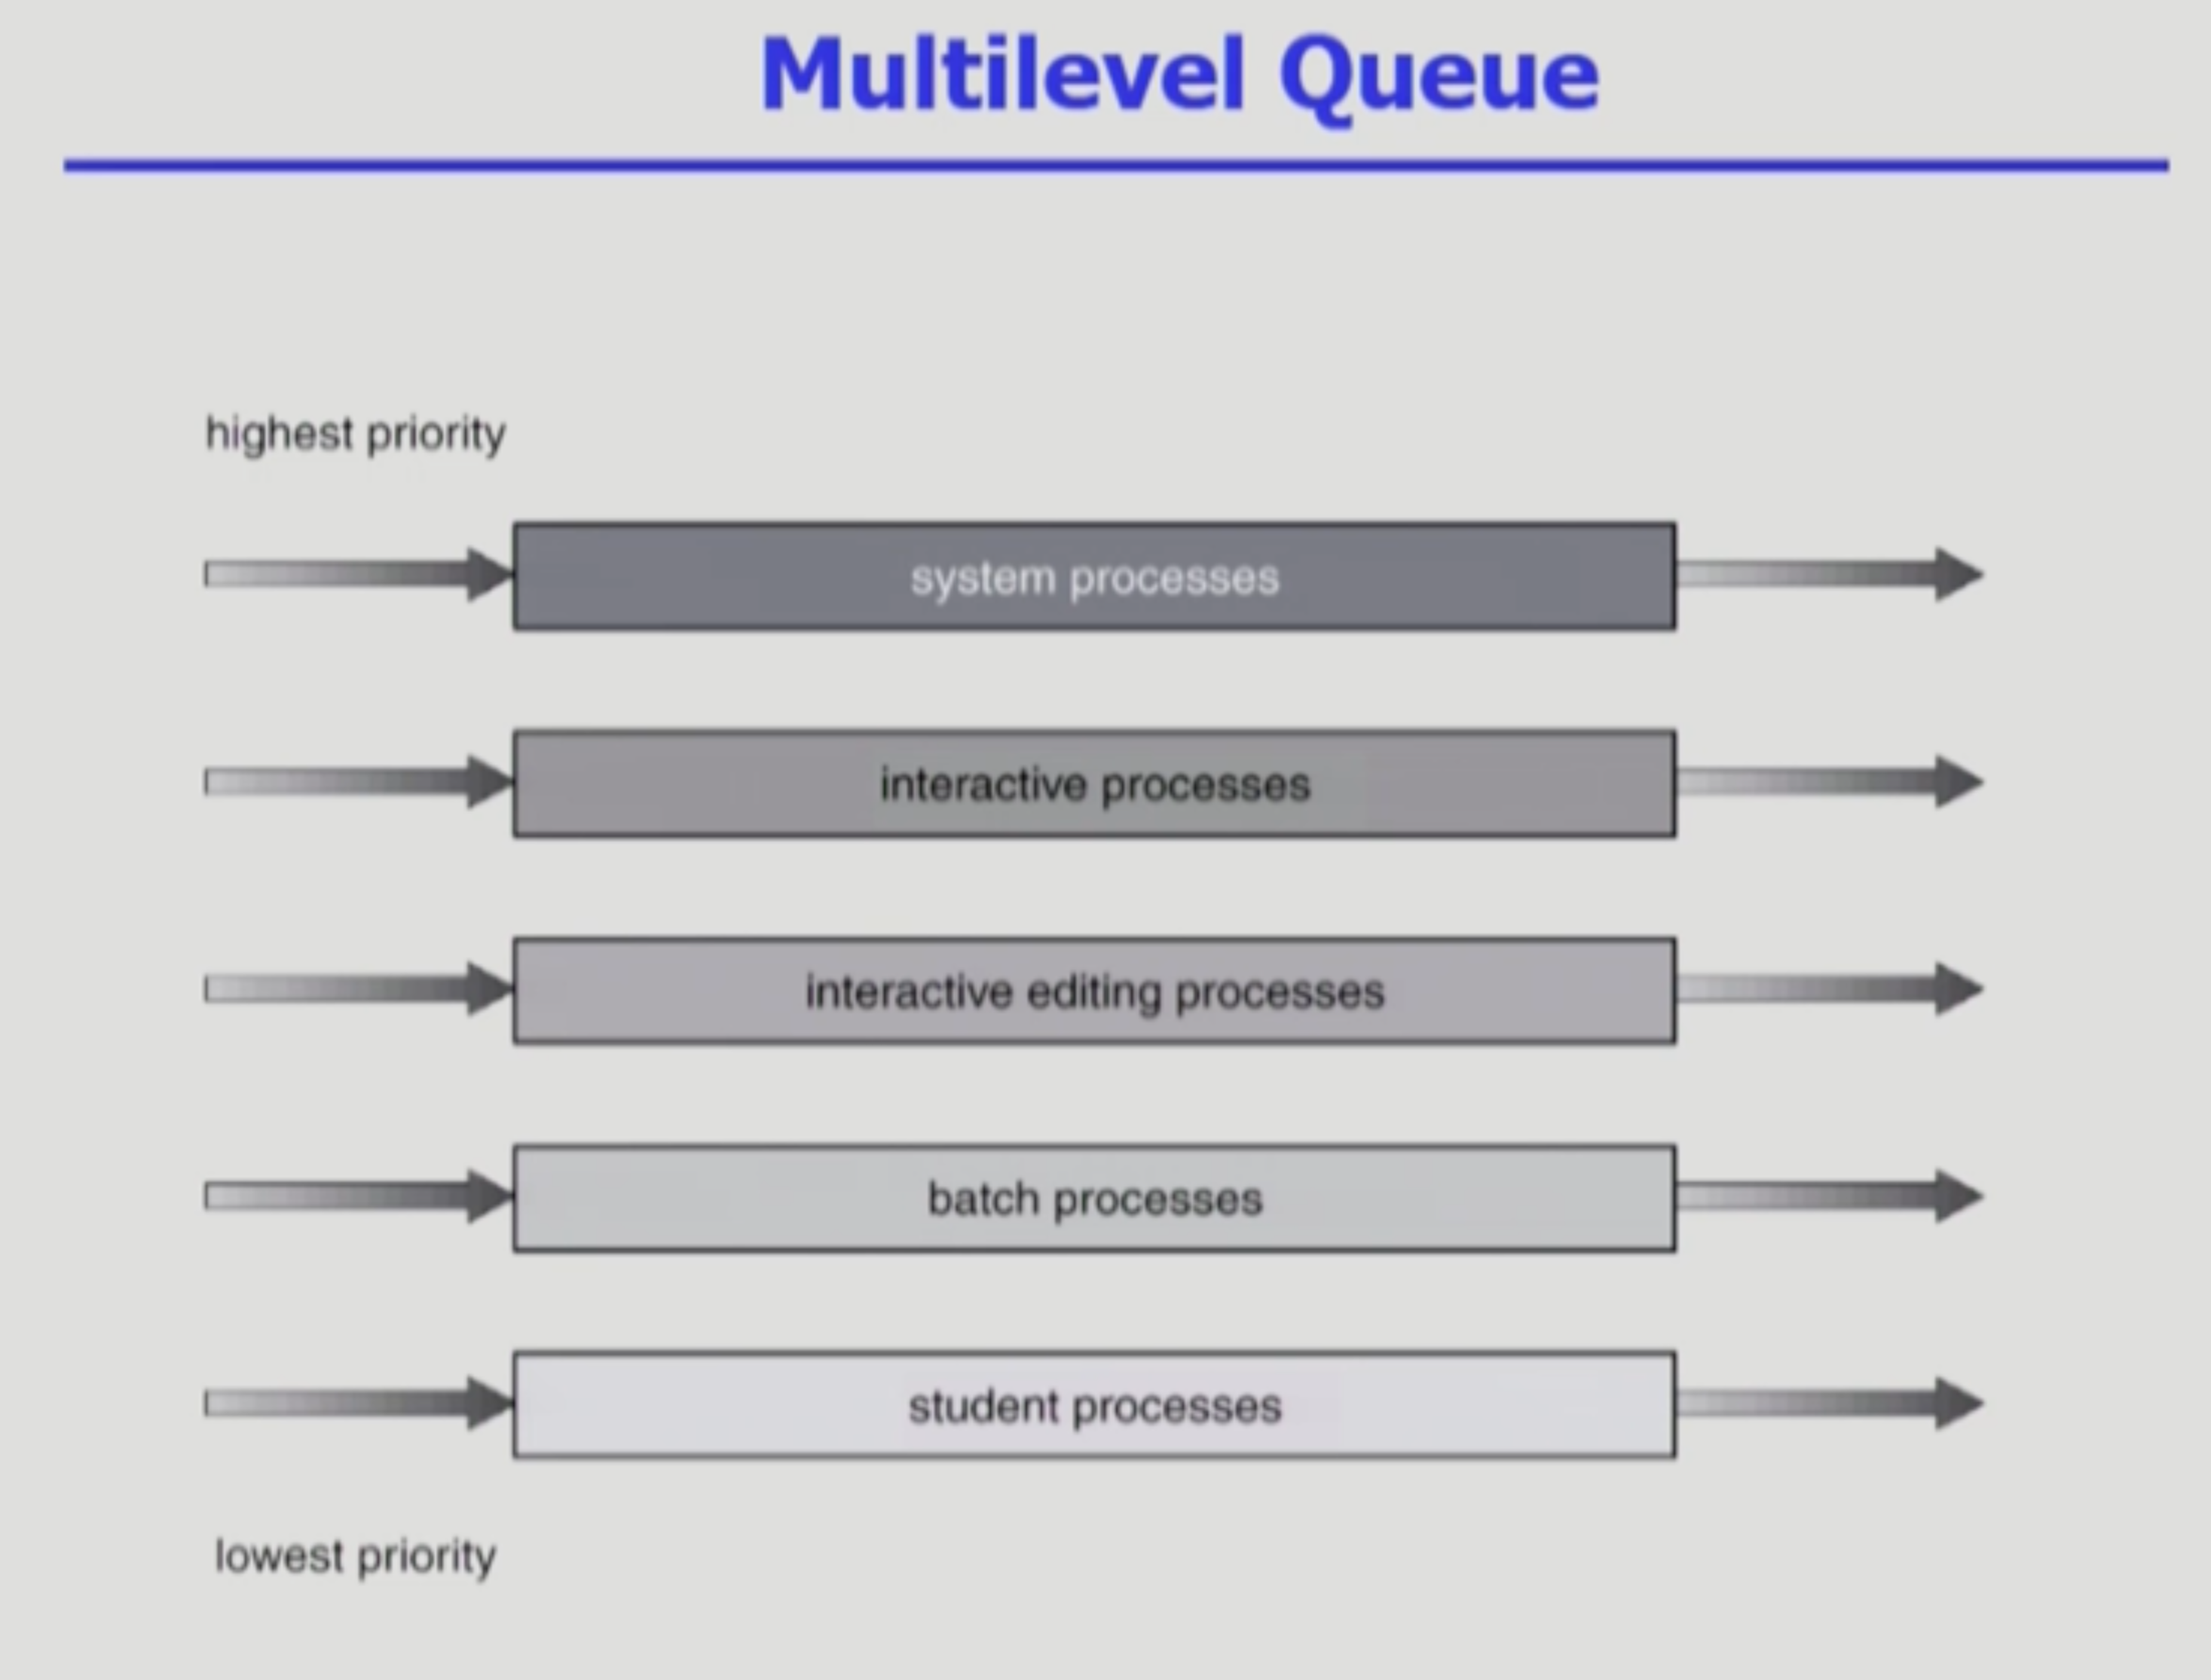 Multilevel Queue
highest priority
system processes
interactive processes
interactive editing processes
batch processes
student processes
lowest priority